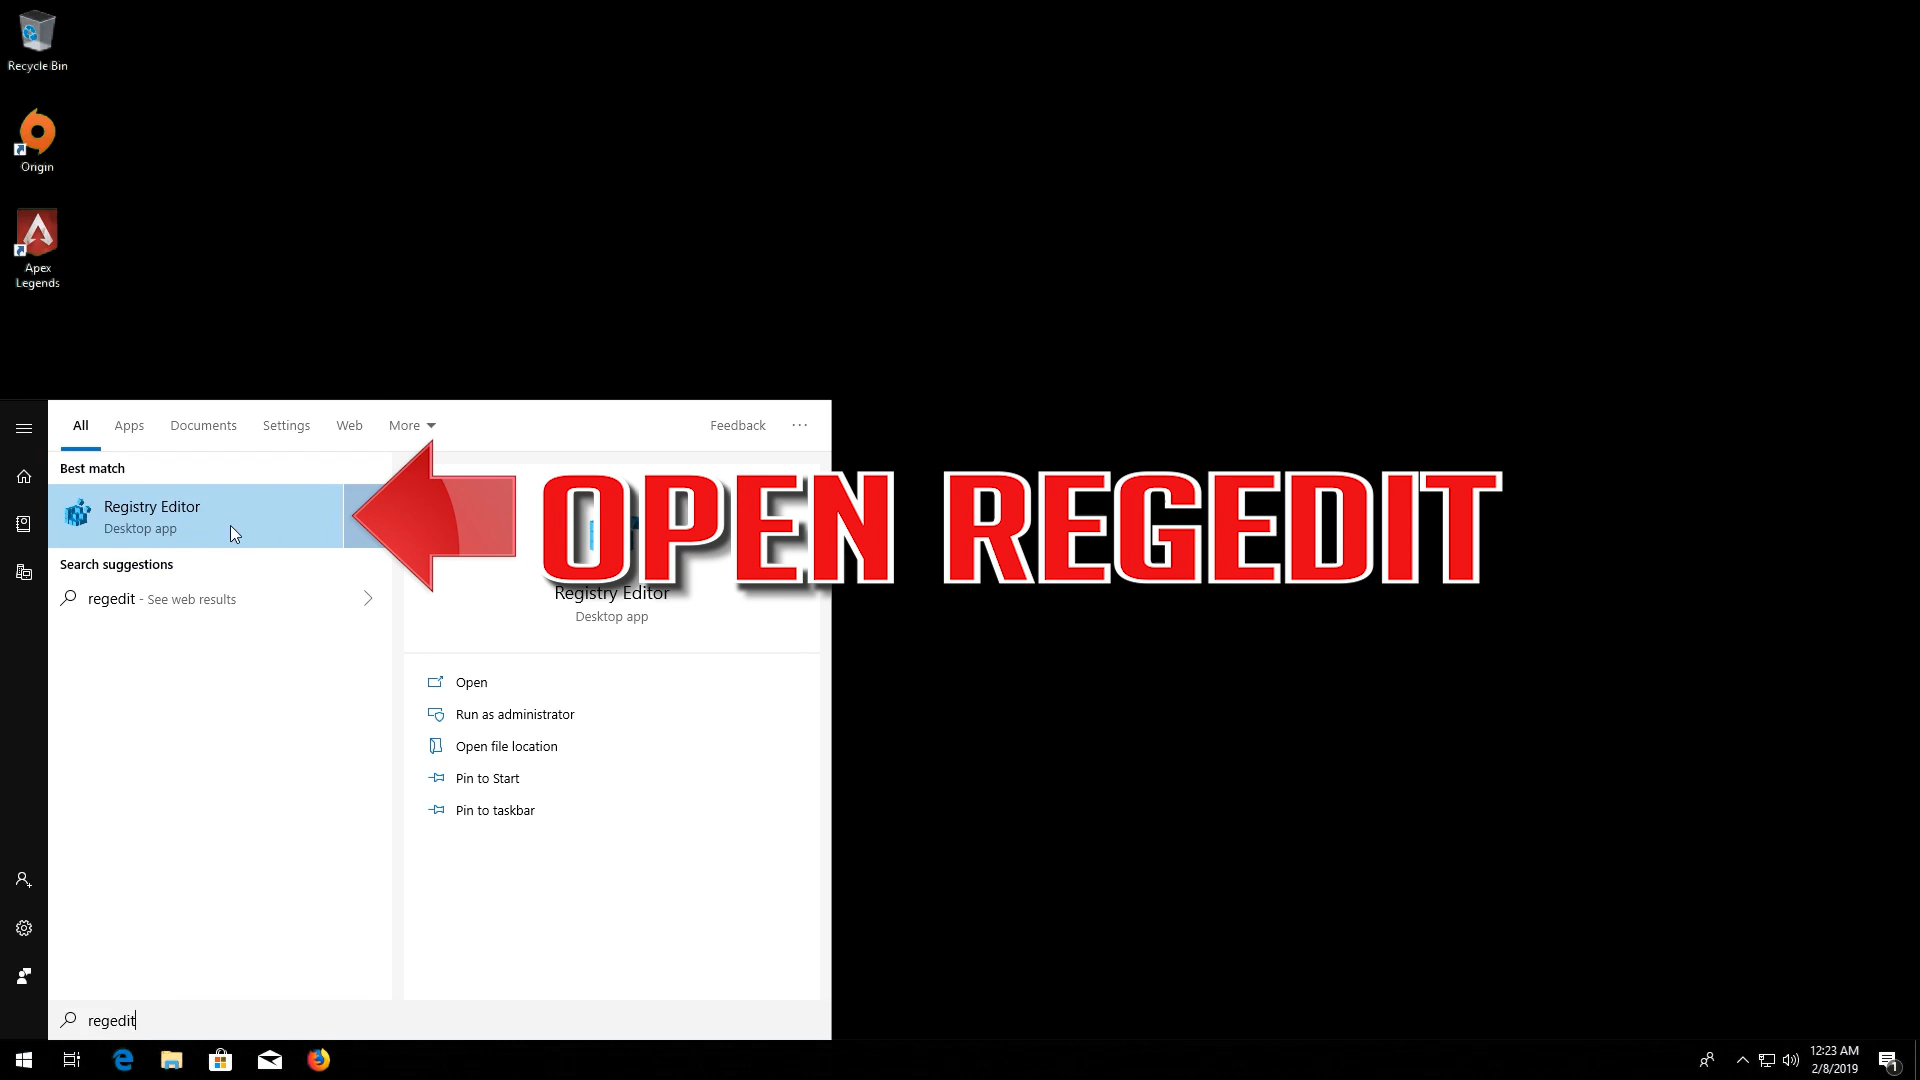 Recycle Bin
Origin
Apex
Legends
All Apps Documents Settings Web More Feedback ...
Best match
Registry Editor
Desktop app
OPEN REGEDIT
Search suggestions
regedit - See web results
Registry Editor
Desktop app
Open
Run as administrator
Open file location
Pin to Start
Pin to taskbar
regedit
12:23 AM
2/8/2019
1